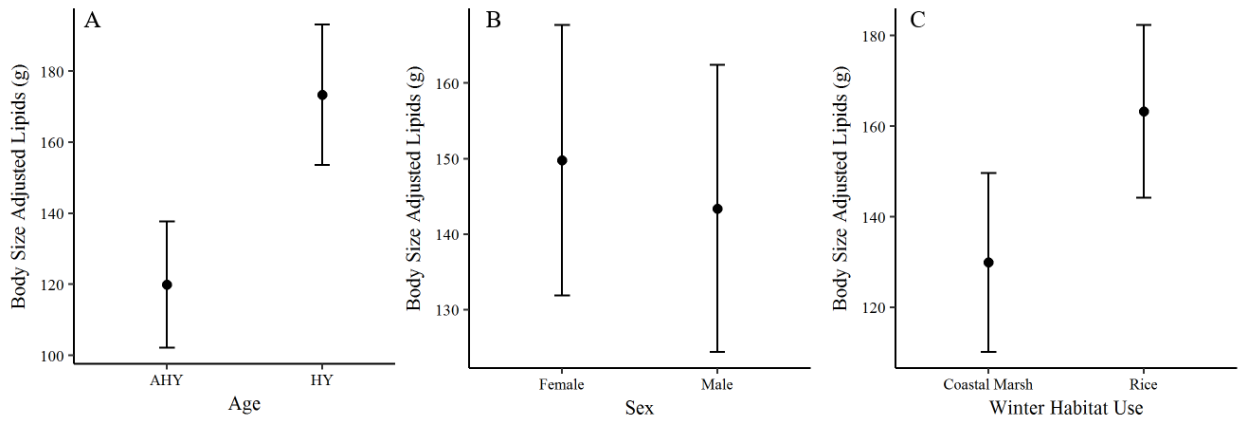 A
Body Size Adjusted Lipids (g)
180
160
140
120
100
AHY
HY
Age
B
Body Size Adjusted Lipids (g)
160
150
140
130
Female
Male
Sex
C
Body Size Adjusted Lipids (g)
180
160
140
120
Coastal Marsh
Rice
Winter Habitat Use